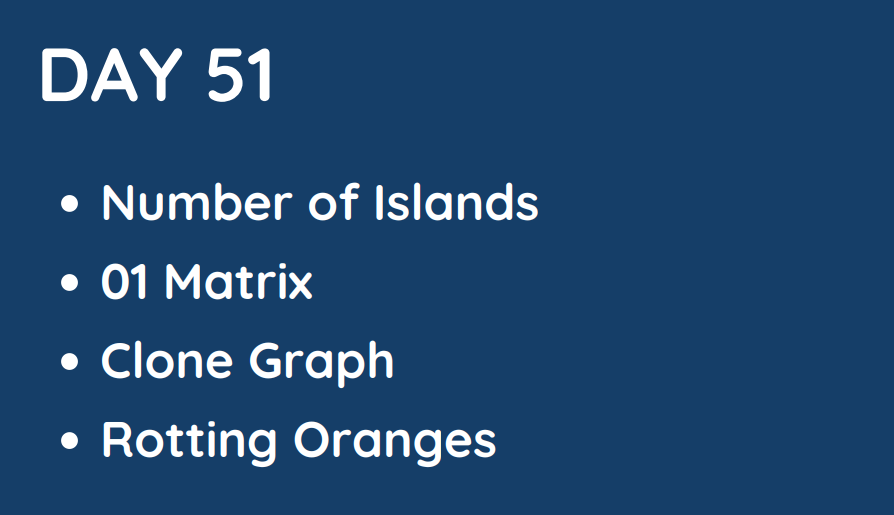 DAY 51
• Number of Islands
• 01 Matrix
• Clone Graph
• Rotting Oranges